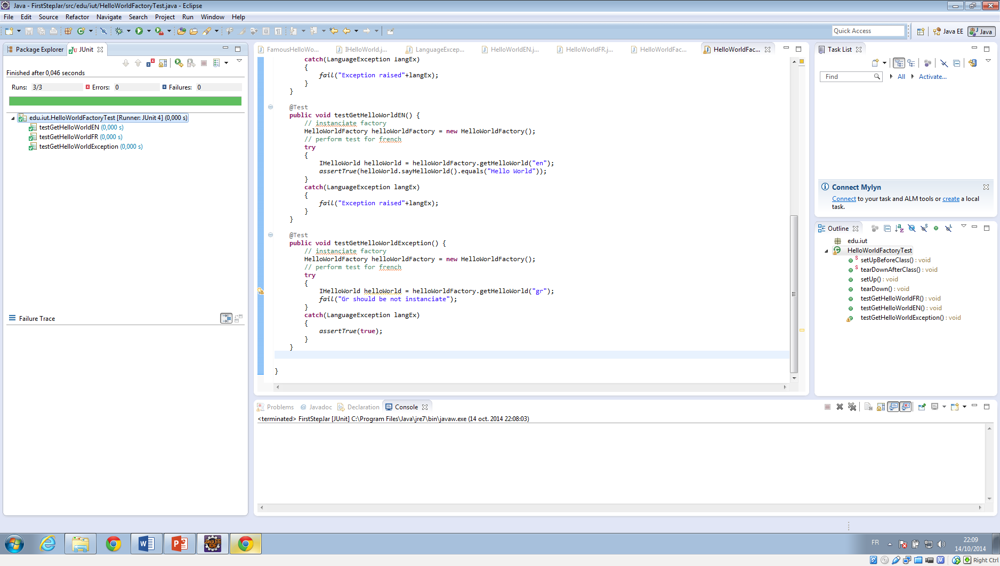 Java - FirstStepJar/src/edu/iut/HelloWorldFactoryTest.java - Eclipse
File Edit Source Refactor Navigate Search Project Run Window Help
Quick Access
Java EE
Java
Package Explorer
JUnit
Finished after 0,046 seconds
Runs: 3/3
Errors: 0
Failures: 0
edu.iut.HelloWorldFactoryTest [Runner: JUnit 4] (0,000 s)
testGetHelloWorldEN (0,000 s)
testGetHelloWorldFR (0,000 s)
testGetHelloWorldException (0,000 s)
Failure Trace
FamousHelloWo...
IHelloWorld.j...
LanguageExcep...
HelloWorldEN.j...
HelloWorldFR.j...
HelloWorldFac...
HelloWorldFac...
catch(LanguageException langEx)
{
fail("Exception raised"+langEx);
}
}
@Test
public void testGetHelloWorldEN() {
// instanciate factory
HelloWorldFactory helloWorldFactory = new HelloWorldFactory();
// perform test for french
try
{
IHelloWorld helloWorld = helloWorldFactory.getHelloWorld("en");
assertTrue(helloWorld.sayHelloWorld().equals("Hello World"));
}
catch(LanguageException langEx)
{
fail("Exception raised"+langEx);
}
}
@Test
public void testGetHelloWorldException() {
// instanciate factory
HelloWorldFactory helloWorldFactory = new HelloWorldFactory();
// perform test for french
try
{
IHelloWorld helloWorld = helloWorldFactory.getHelloWorld("gr");
fail("Gr should be not instanciate");
}
catch(LanguageException langEx)
{
assertTrue(true);
}
}
}
Task List
Find
All
Activate...
Connect Mylyn
Connect to your task and ALM tools or create a local
task.
Outline
edu.iut
HelloWorldFactoryTest
setUpBeforeClass() : void
tearDownAfterClass() : void
setUp() : void
tearDown() : void
testGetHelloWorldFR() : void
testGetHelloWorldEN() : void
testGetHelloWorldException() : void
Problems
@ Javadoc
Declaration
Console
<terminated> FirstStepJar [JUnit] C:\Program Files\Java\jre7\bin\javaw.exe (14 oct. 2014 22:08:03)
Java EE
IDE
FR
22:09
14/10/2014
Right Ctrl